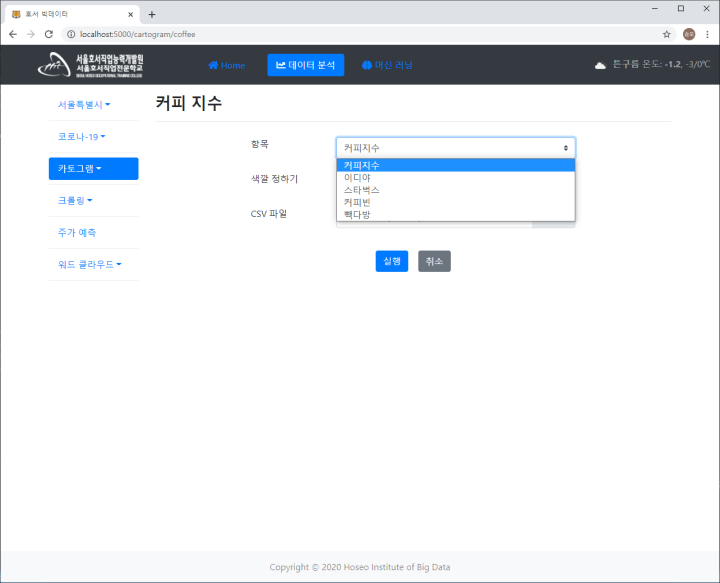 호서 빅데이터
localhost:5000/cartogram/coffee
서울호서직업능력개발원
서울호서직업전문학교
SEOUL HOSEO OCCUPATIONAL TRAINING COLLEGE
Home
데이터 분석
머신 러닝
튼구름 온도: -1.2, -3/0℃
서울특별시
코로나-19
카토그램
크롤링
주가 예측
워드 클라우드
커피 지수
항목
커피지수
커피지수
이디야
스타벅스
커피빈
빽다방
색깔 정하기
CSV 파일
실행
취소
Copyright © 2020 Hoseo Institute of Big Data